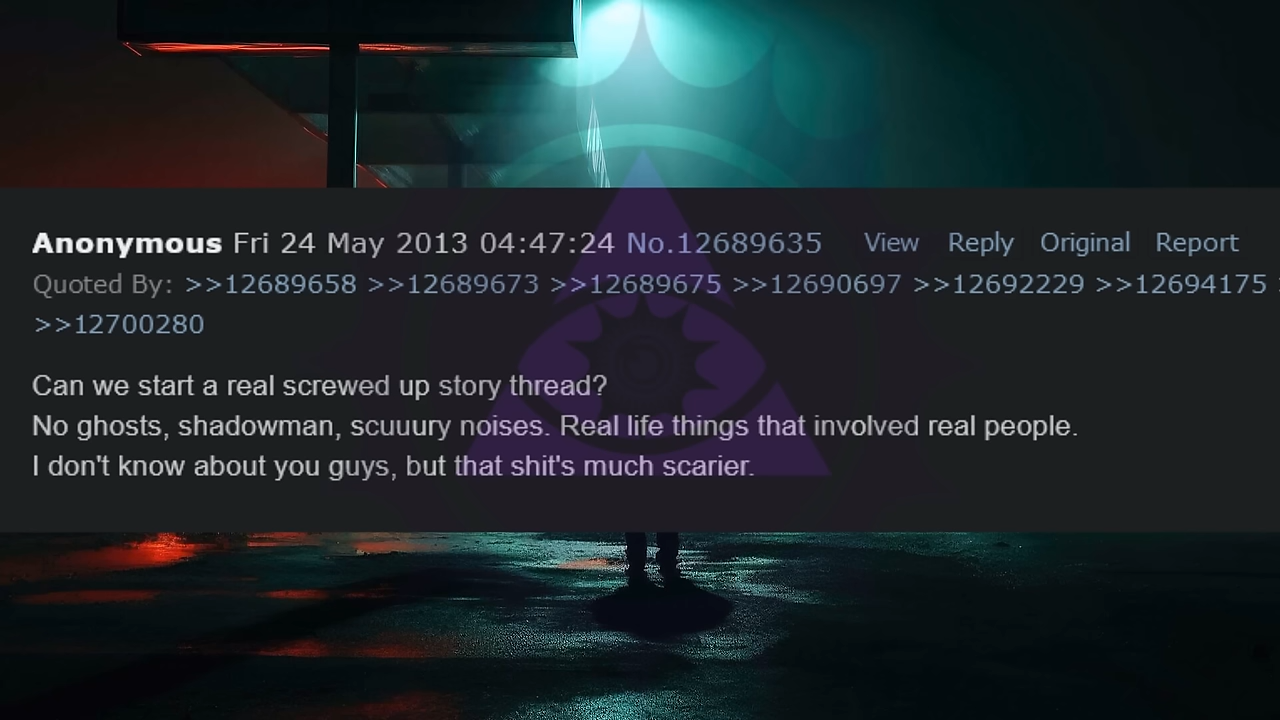 Anonymous Fri 24 May 2013 04:47:24 No.12689635 View Reply Original Report
Quoted By: >>12689658 >>12689673 >>12689675 >>12690697 >>12692229 >>12694175
>>12700280
Can we start a real screwed up story thread?
No ghosts, shadowman, scuuury noises. Real life things that involved real people.
I don't know about you guys, but that shit's much scarier.